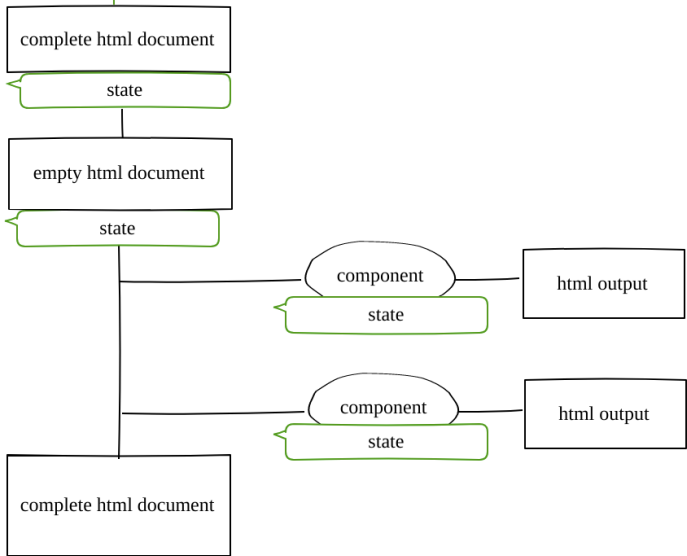 complete html document
state
empty html document
state
component
html output
state
component
html output
state
complete html document